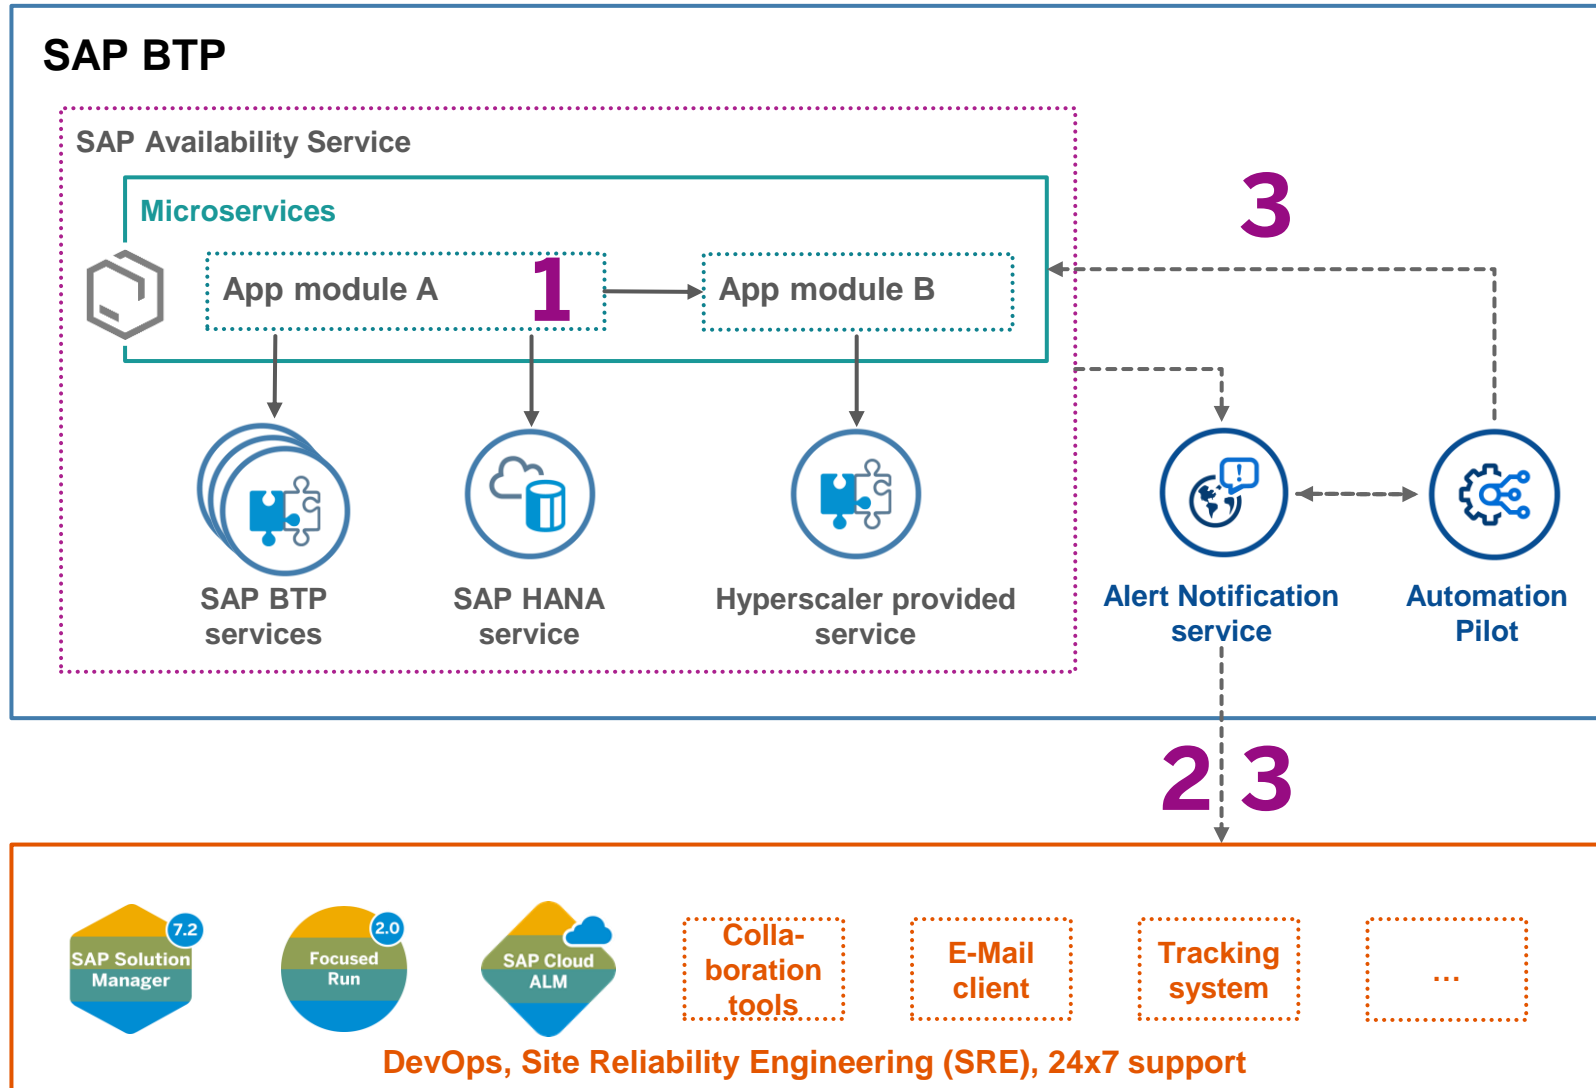 SAP BTP
SAP Availability Service
3
Microservices
App module A
1
App module B
SAP BTP
services
SAP HANA
service
Hyperscaler provided
service
!
Alert Notification
service
Automation
Pilot
2 3
7.2
SAP Solution
Manager
2.0
Focused
Run
SAP Cloud
ALM
Colla-
boration
tools
E-Mail
client
Tracking
system
...
DevOps, Site Reliability Engineering (SRE), 24x7 support